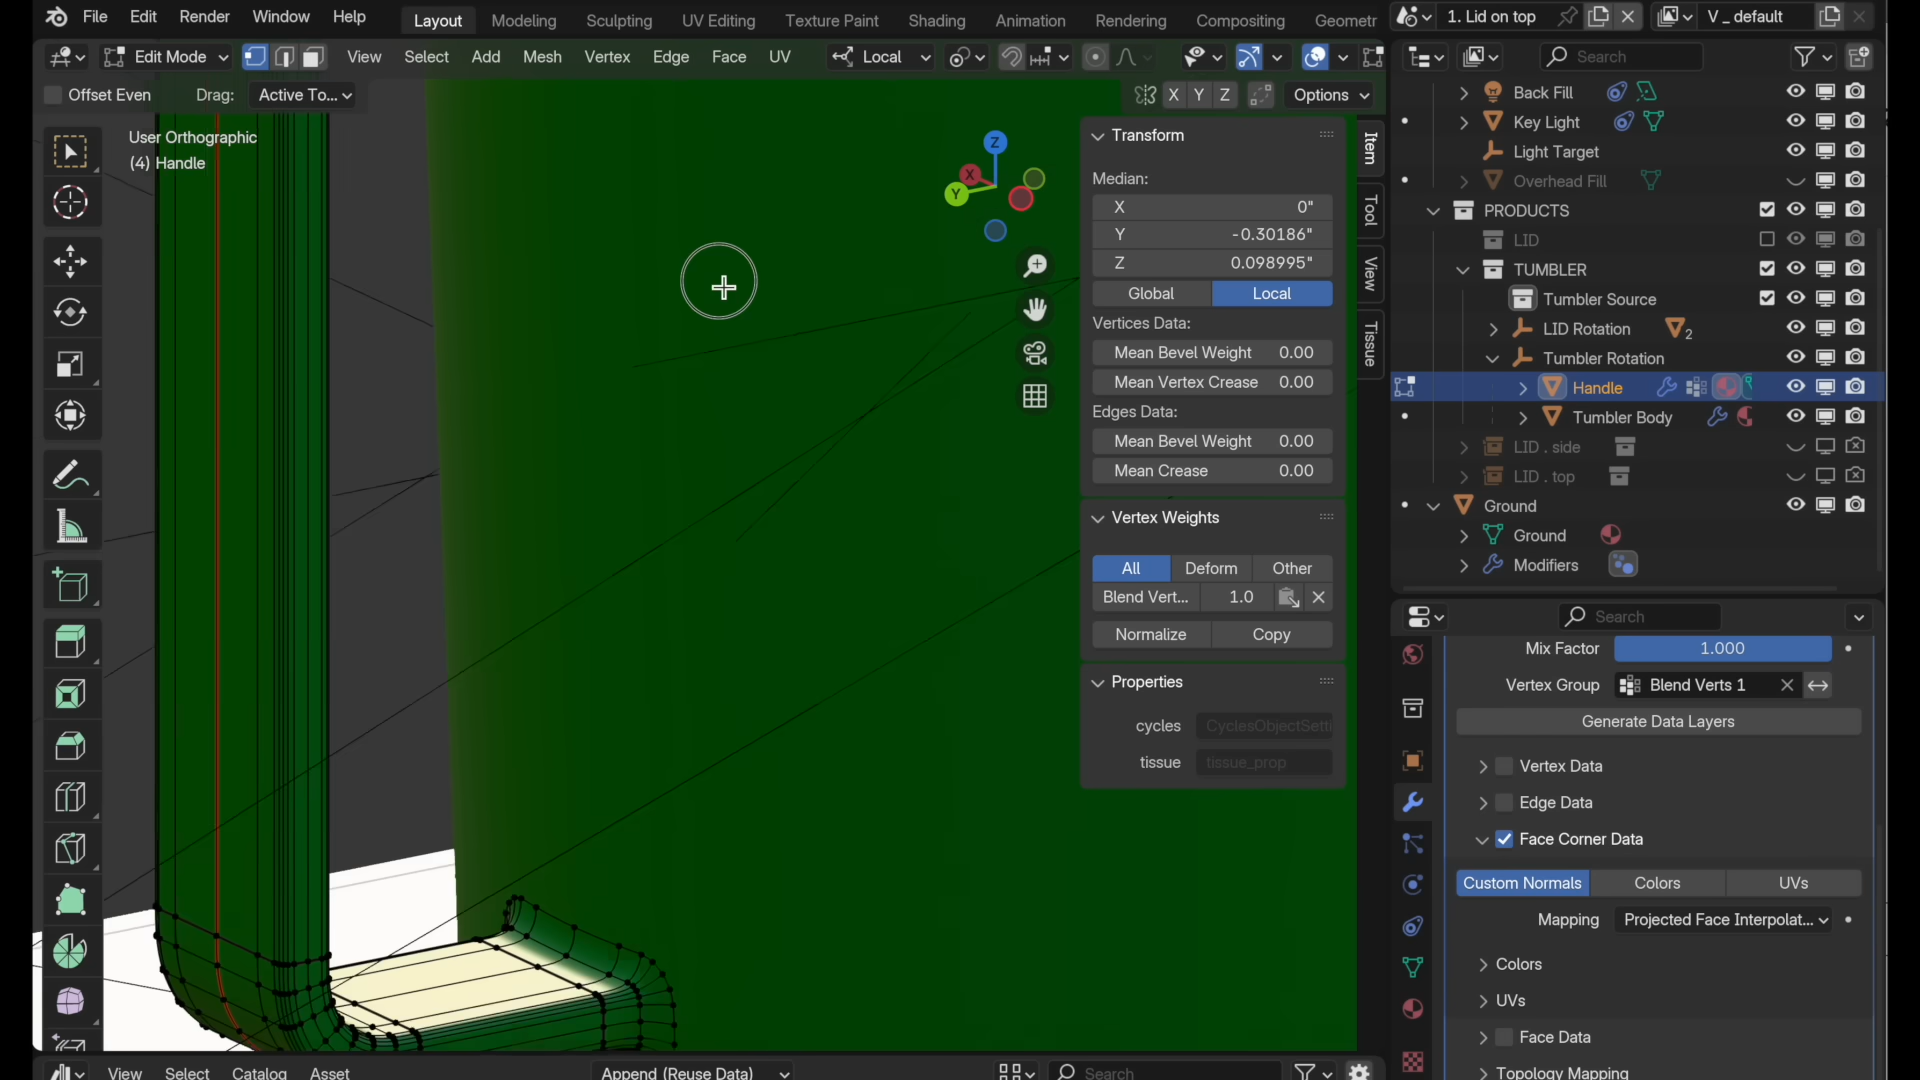 File Edit Render Window Help Layout Modeling Sculpting UV Editing Texture Paint Shading Animation Rendering Compositing Geometr 1. Lid on top V _ default
Edit Mode View Select Add Mesh Vertex Edge Face UV Local Search
Offset Even Drag: Active To... X Y Z Options
User Orthographic
(4) Handle
Z
X
Y
Item
Tool
View
Tissue
Transform
Median:
X 0"
Y -0.30186"
Z 0.098995"
Global Local
Vertices Data:
Mean Bevel Weight 0.00
Mean Vertex Crease 0.00
Edges Data:
Mean Bevel Weight 0.00
Mean Crease 0.00
Vertex Weights
All Deform Other
Blend Vert... 1.0
Normalize Copy
Properties
cycles CyclesObjectSetti
tissue tissue_prop
Back Fill
Key Light
Light Target
Overhead Fill
PRODUCTS
LID
TUMBLER
Tumbler Source
LID Rotation 2
Tumbler Rotation
Handle
Tumbler Body
LID . side
LID . top
Ground
Ground
Modifiers
Search
Mix Factor 1.000
Vertex Group Blend Verts 1
Generate Data Layers
Vertex Data
Edge Data
Face Corner Data
Custom Normals Colors UVs
Mapping Projected Face Interpolat...
Colors
UVs
Face Data
Topology Mapping
View Select Catalog Asset Append (Reuse Data) Search